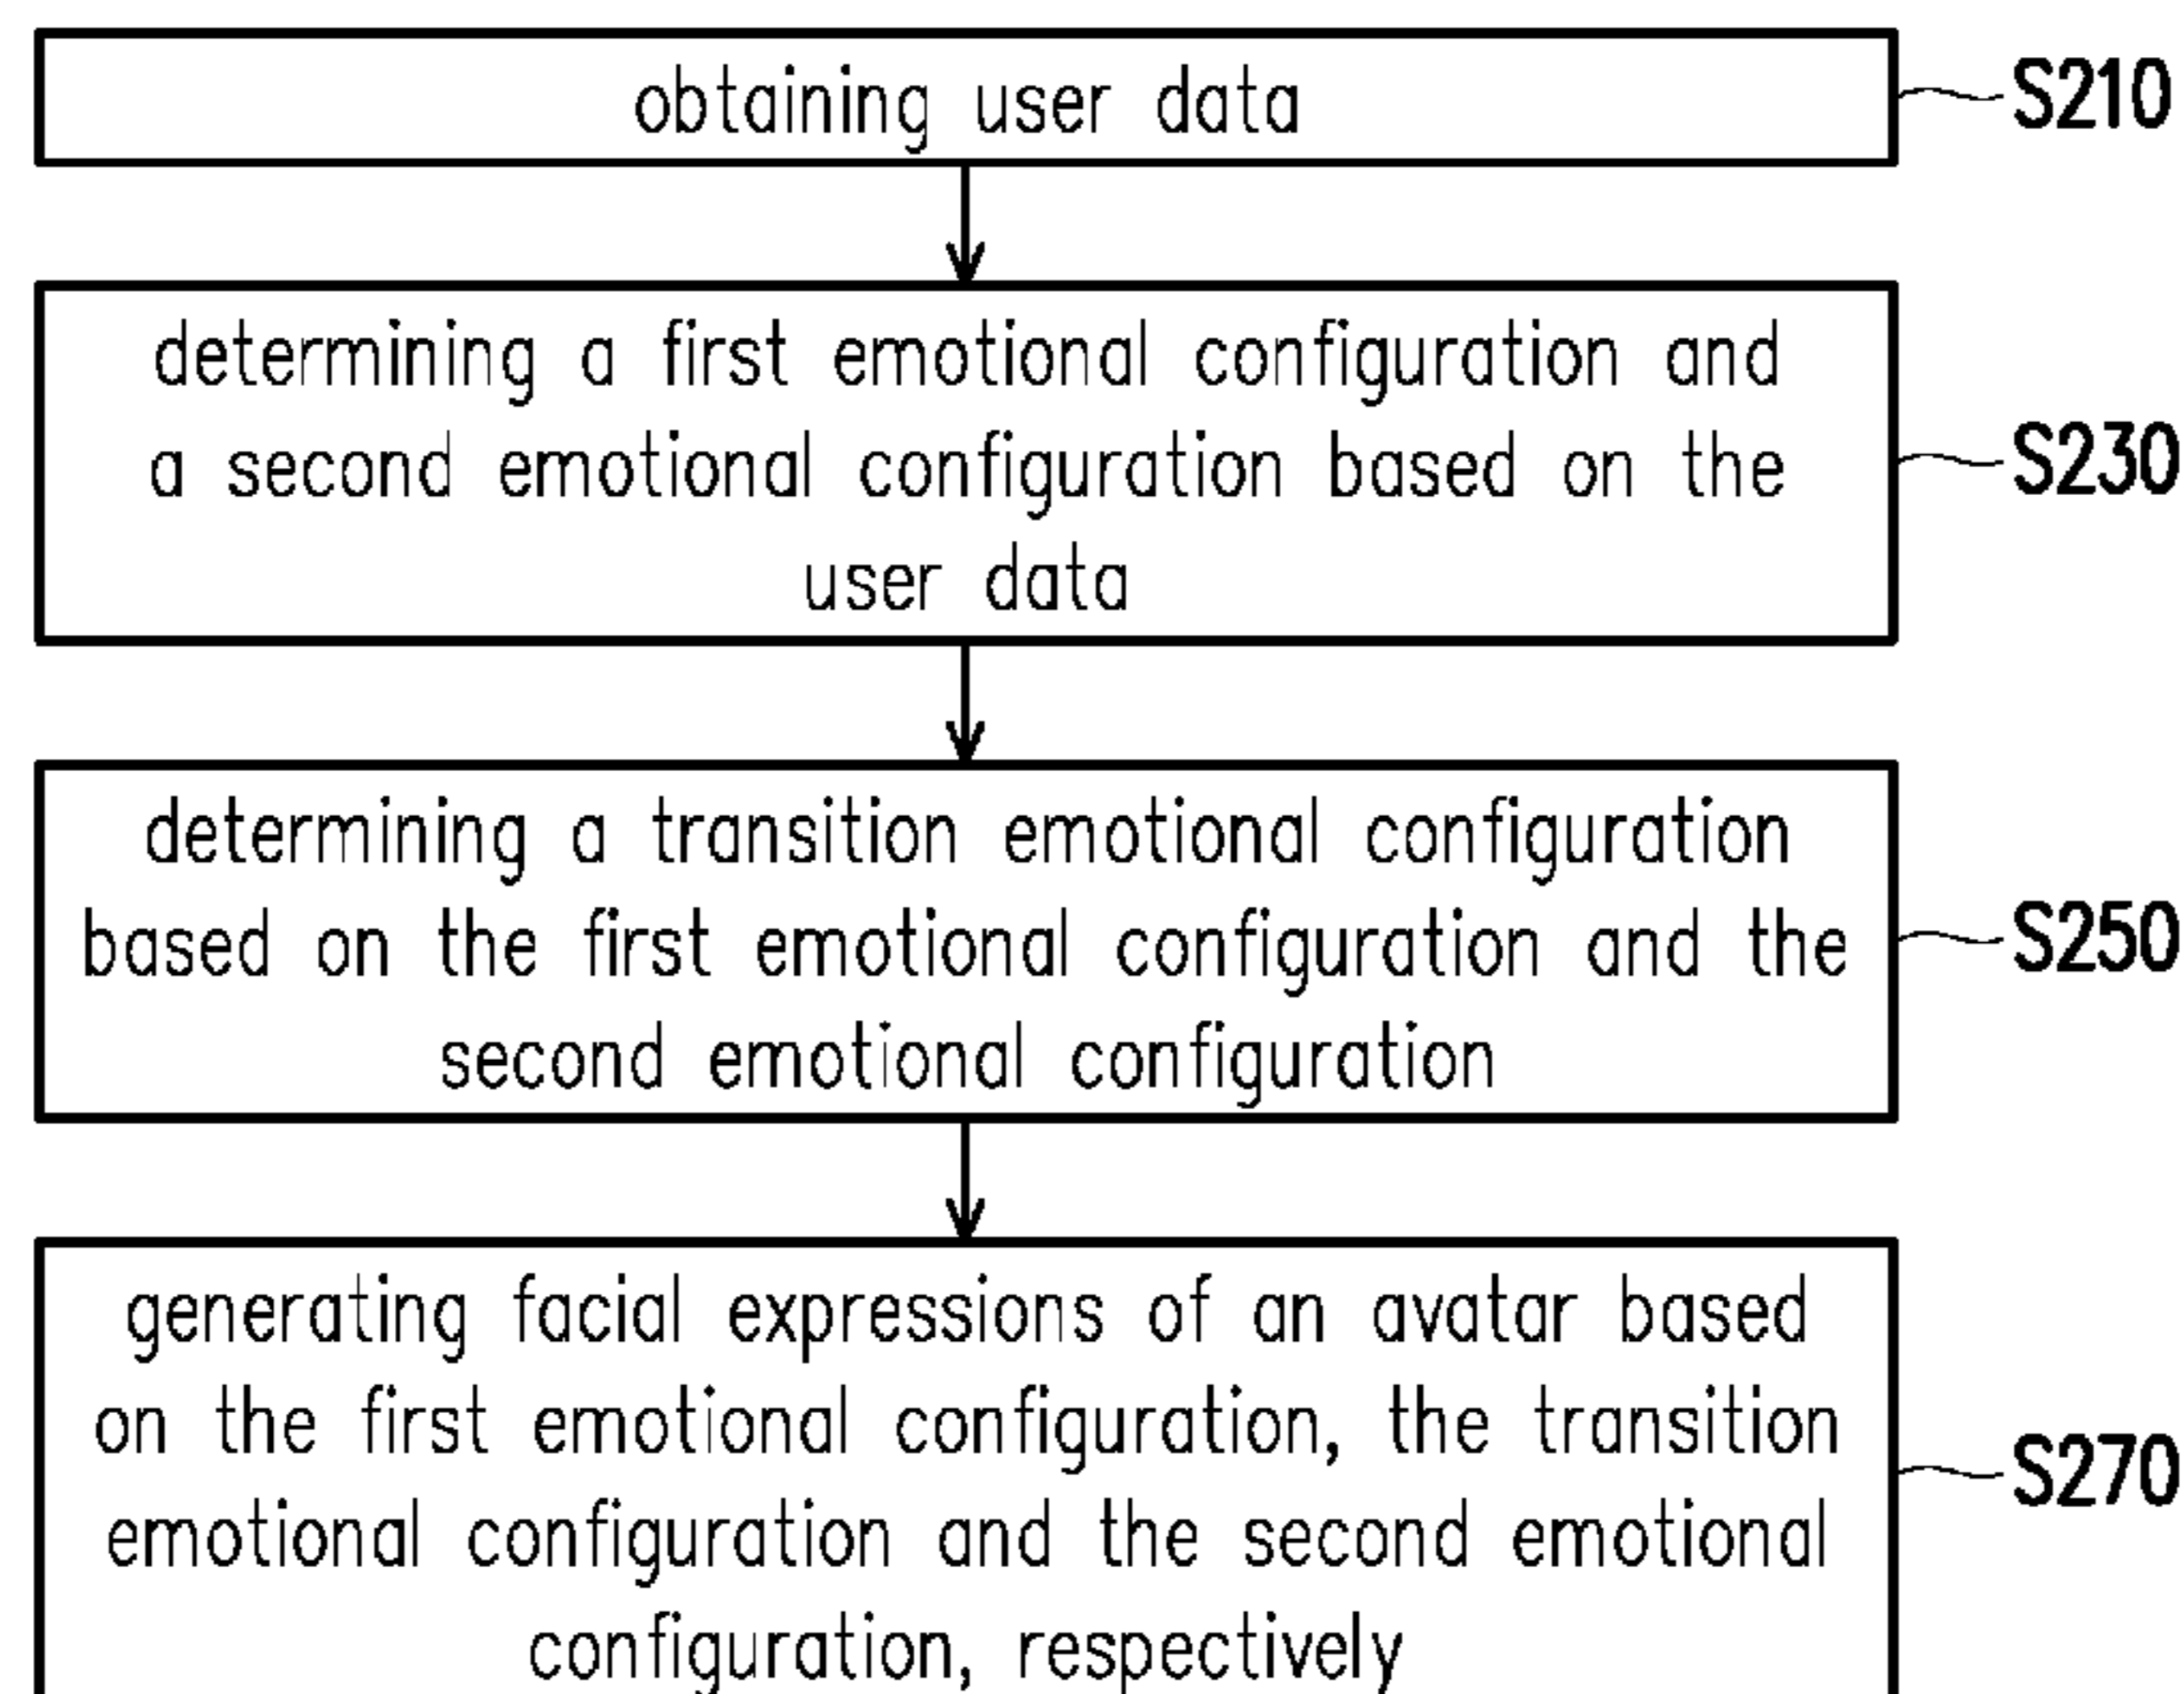 obtaining user data
S210
determining a first emotional configuration and
a second emotional configuration based on the
user data
S230
determining a transition emotional configuration
based on the first emotional configuration and the
second emotional configuration
S250
generating facial expressions of an avatar based
on the first emotional configuration, the transition
emotional configuration and the second emotional
configuration, respectively
S270